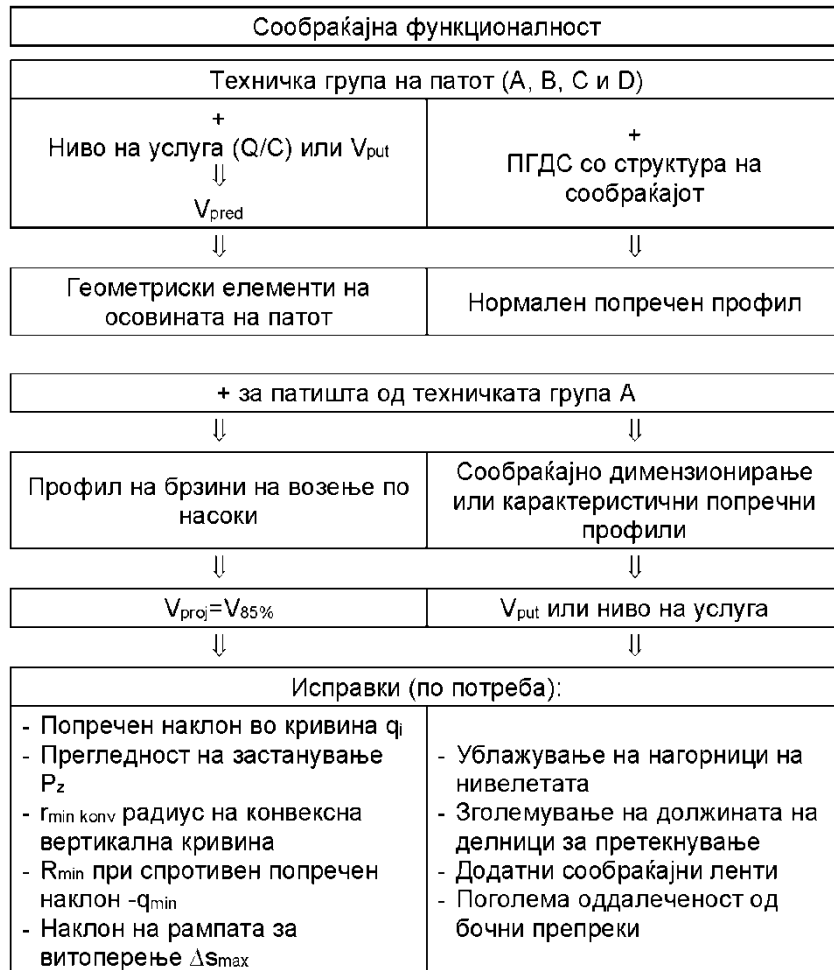 Сообраќајна функционалност
Техничка група на патот (A, B, C и D)
+
Ниво на услуга (Q/C) или Vput
⇓
Vpred
+
ПГДС со структура на
сообраќајот
⇓
⇓
Геометриски елементи на
осовината на патот
Нормален попречен профил
+ за патишта од техничката група А
⇓
⇓
Профил на брзини на возење по
насоки
Сообраќајно димензионирање
или карактеристични попречни
профили
⇓
⇓
Vproj=V85%
Vput или ниво на услуга
⇓
⇓
Исправки (по потреба):
- Попречен наклон во кривина qi
- Прегледност на застанување
Pz
- rmin konv радиус на конвексна
вертикална кривина
- Rmin при спротивен попречен
наклон -qmin
- Наклон на рампата за
витоперење Δsmax
- Ублажување на нагорници на
нивелетата
- Зголемување на должината на
делници за претекнување
- Додатни сообраќајни ленти
- Поголема оддалеченост од
бочни препреки